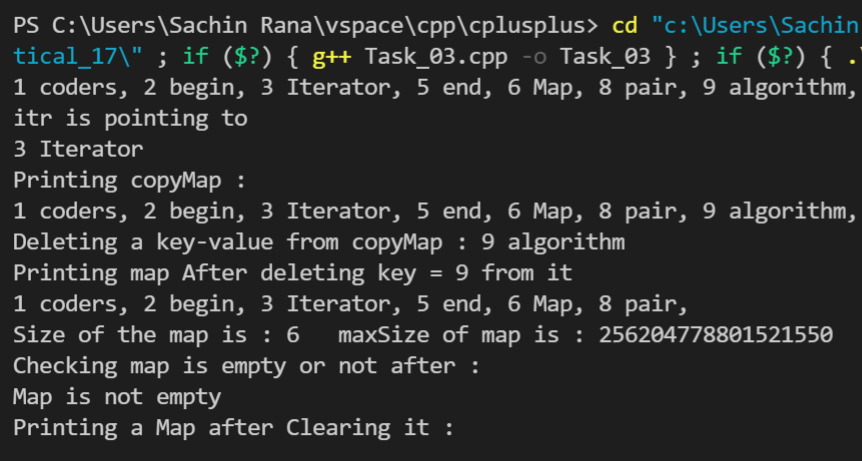 PS C:\Users\Sachin Rana\vspace\cpp\cplusplus> cd "c:\Users\Sachin
tical_17\" ; if ($?) { g++ Task_03.cpp -o Task_03 } ; if ($?) { .\
1 coders, 2 begin, 3 Iterator, 5 end, 6 Map, 8 pair, 9 algorithm,
itr is pointing to
3 Iterator
Printing copyMap :
1 coders, 2 begin, 3 Iterator, 5 end, 6 Map, 8 pair, 9 algorithm,
Deleting a key-value from copyMap : 9 algorithm
Printing map After deleting key = 9 from it
1 coders, 2 begin, 3 Iterator, 5 end, 6 Map, 8 pair,
Size of the map is : 6   maxSize of map is : 256204778801521550
Checking map is empty or not after :
Map is not empty
Printing a Map after Clearing it :